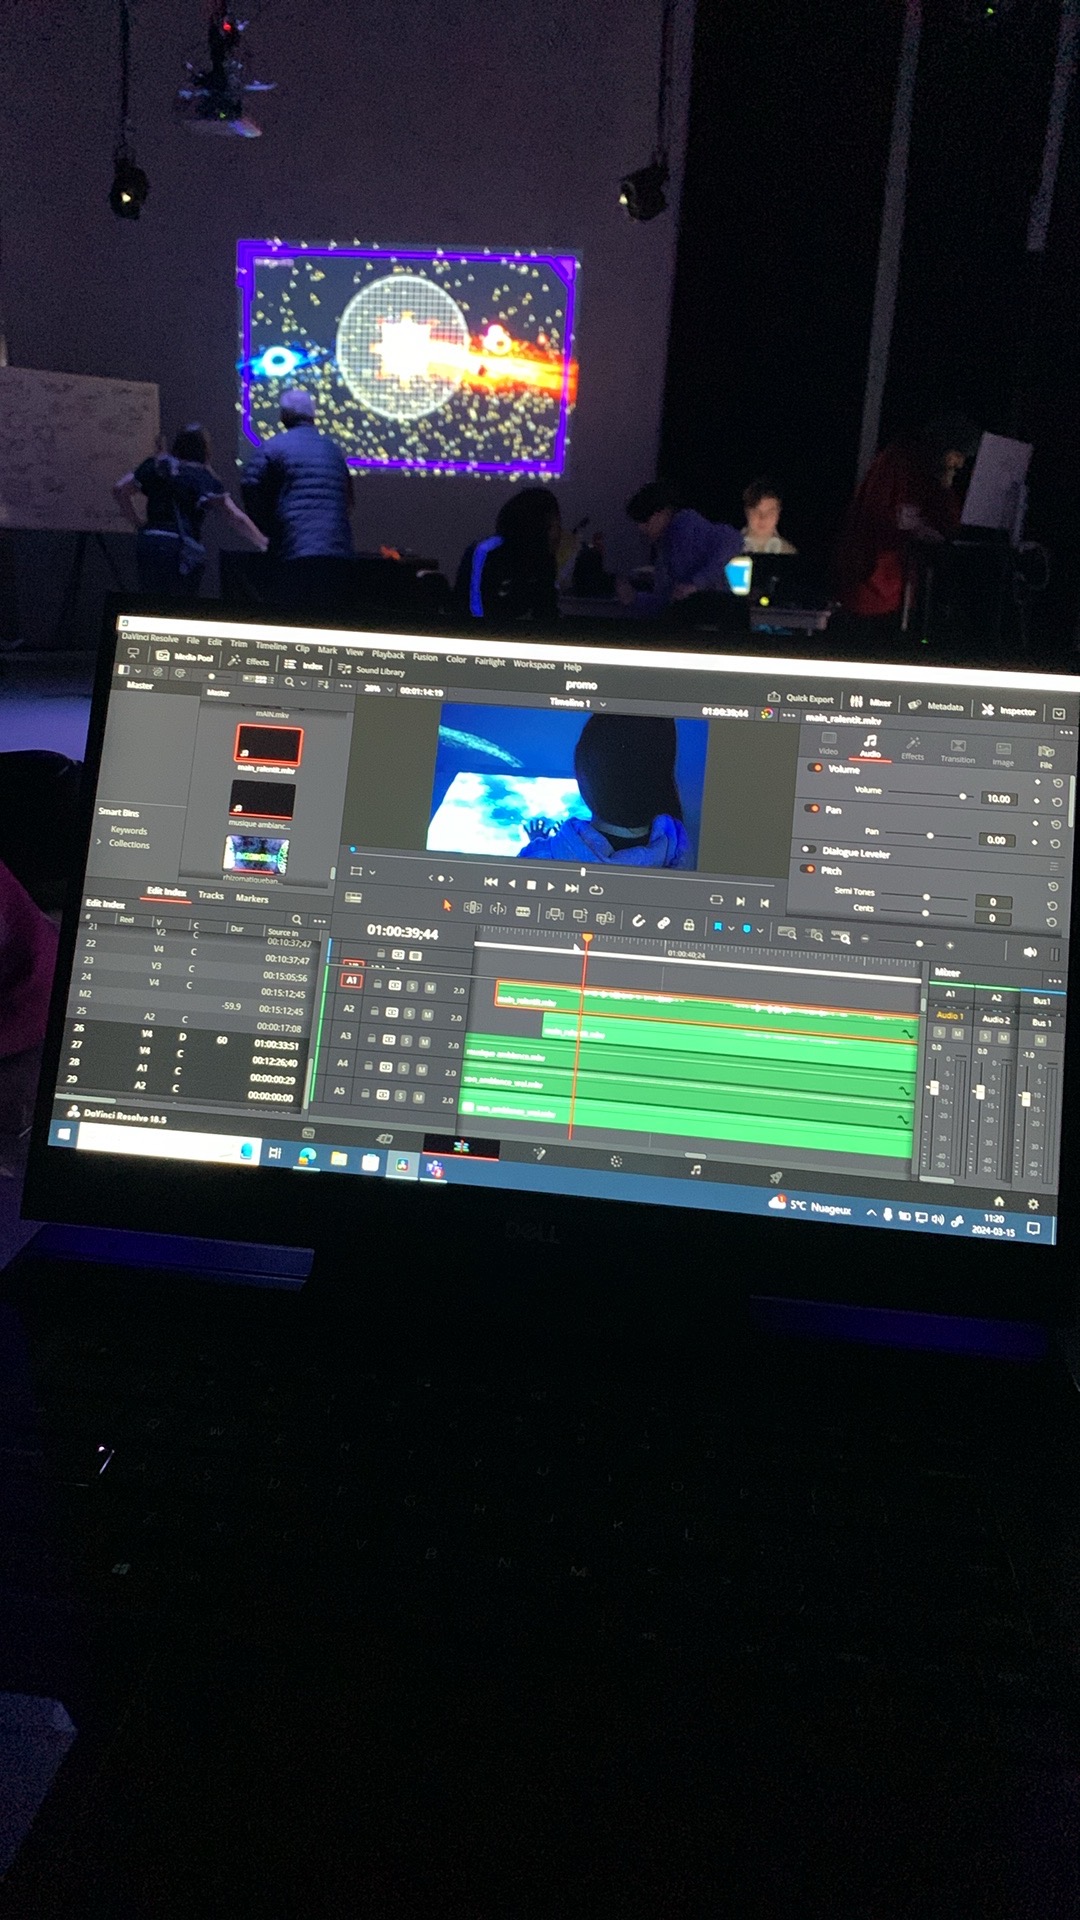 DaVinci Resolve File Edit Trim Timeline Clip Mark View Playback Fusion Color Fairlight Workspace Help
Media Pool Effects Index Sound Library
promo
Quick Export Mixer Metadata Inspector
Master
Master
28% 00:01:14:19
Timeline 1
01:00:39;44
main_ralentit.mkv
mAIN.mkv
main_ralentit.mkv
musique ambianc...
rhizomatiqueban...
Smart Bins
Keywords
Collections
Video Audio Effects Transition Image File
Volume
Volume 10.00
Pan
Pan 0.00
Dialogue Leveler
Pitch
Semi Tones 0
Cents 0
Edit Index Tracks Markers
Edit Index
# Reel V C Dur Source In
21 V2 C 00:10:37;47
22 V4 C 00:10:37;47
23 V3 C 00:15:05;56
24 V4 C 00:15:12;45
M2 -59.9 00:15:12;45
25 A2 C 00:00:17:08
26 V4 D 60 01:00:33:51
27 V4 C 00:12:26;40
28 A1 C 00:00:00:29
29 A2 C 00:00:00:00
01:00:39;44
01:00:40;24
A1 S M 2.0
A2 S M 2.0
A3 S M 2.0
A4 S M 2.0
A5 S M 2.0
main_ralentit.mkv
main_ralentit.mkv
musique ambiance.mkv
Mixer
A1 A2 Bus1
Audio 1 Audio 2 Bus 1
S M S M M
0.0 0.0 -1.0
DaVinci Resolve 18.5
5°C Nuageux
11:20
2024-03-15
DELL